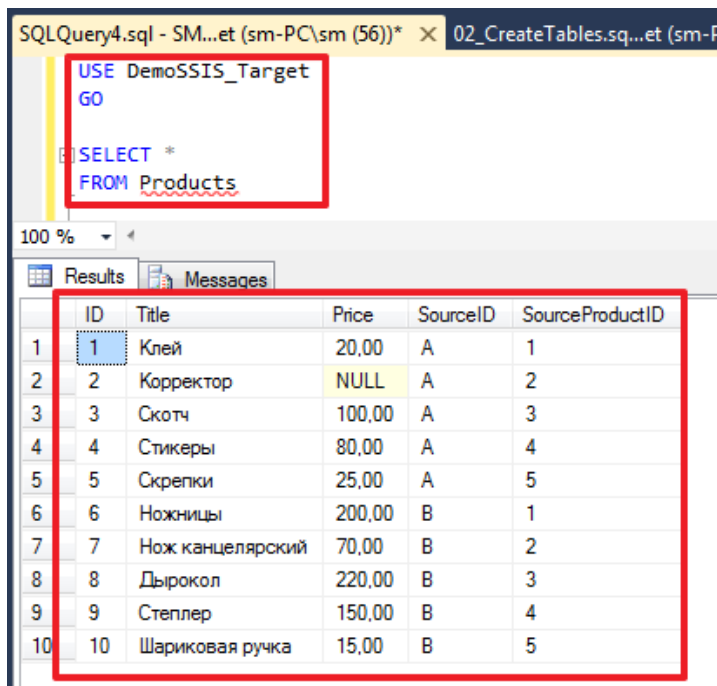 SQLQuery4.sql - SM...et (sm-PC\sm (56))* × 02_CreateTables.sq...et (sm-P
USE DemoSSIS_Target
GO
SELECT *
FROM Products
100 %
Results Messages
ID Title Price SourceID SourceProductID
1 1 Клей 20,00 A 1
2 2 Корректор NULL A 2
3 3 Скотч 100,00 A 3
4 4 Стикеры 80,00 A 4
5 5 Скрепки 25,00 A 5
6 6 Ножницы 200,00 B 1
7 7 Нож канцелярский 70,00 B 2
8 8 Дырокол 220,00 B 3
9 9 Степлер 150,00 B 4
10 10 Шариковая ручка 15,00 B 5